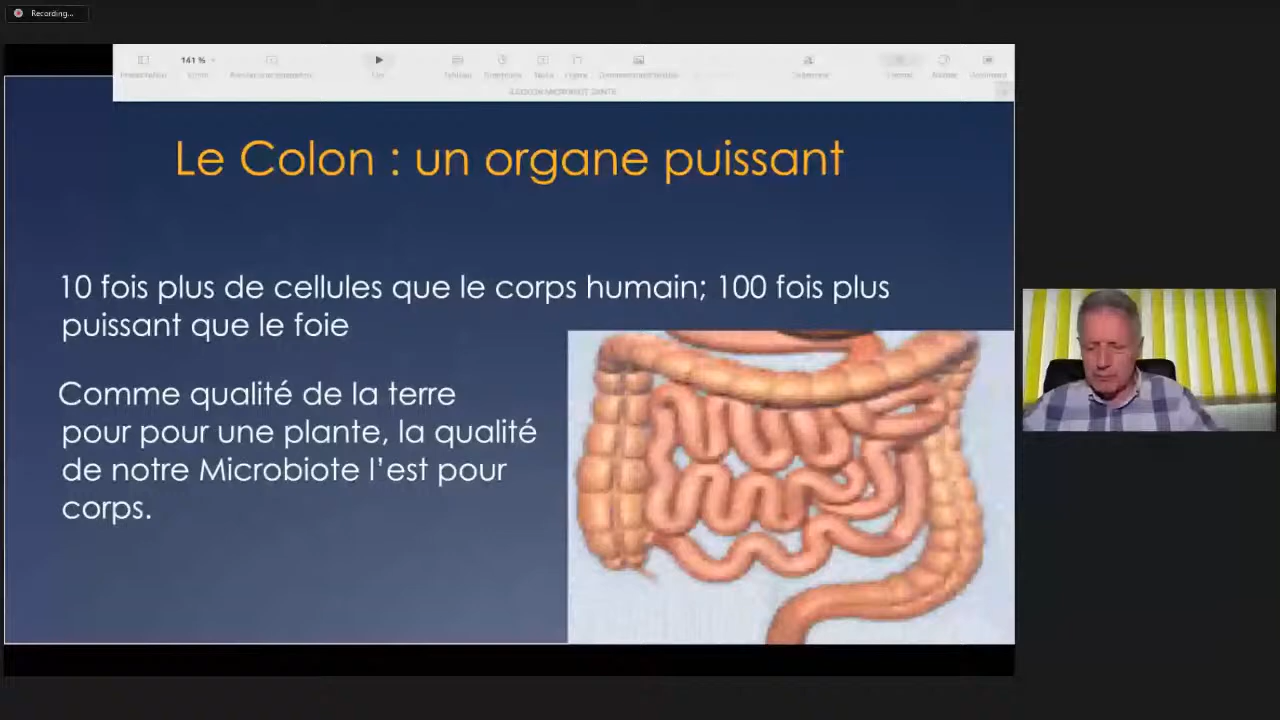 Recording...
141 %
Le Colon : un organe puissant
10 fois plus de cellules que le corps humain; 100 fois plus
puissant que le foie
Comme qualité de la terre
pour pour une plante, la qualité
de notre Microbiote l’est pour
corps.